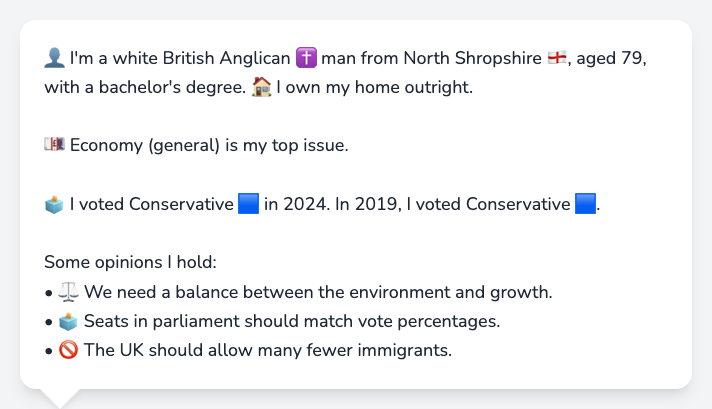 👤 I'm a white British Anglican ✝️ man from North Shropshire 🏴󠁧󠁢󠁥󠁮󠁧󠁿, aged 79,
with a bachelor's degree. 🏠 I own my home outright.
💷 Economy (general) is my top issue.
🗳️ I voted Conservative 🟦 in 2024. In 2019, I voted Conservative 🟦.
Some opinions I hold:
• ⚖️ We need a balance between the environment and growth.
• 🗳️ Seats in parliament should match vote percentages.
• 🚫 The UK should allow many fewer immigrants.